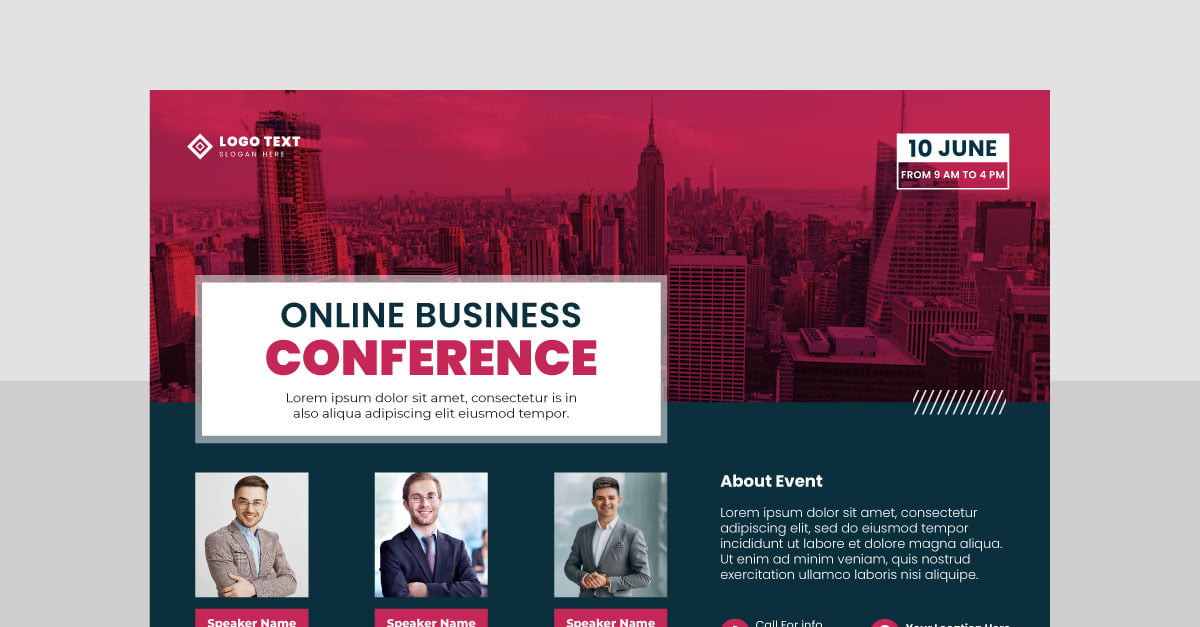 LOGO TEXT
SLOGAN HERE
10 JUNE
FROM 9 AM TO 4 PM
ONLINE BUSINESS
CONFERENCE
Lorem ipsum dolor sit amet, consectetur is in
also aliqua adipiscing elit eiusmod tempor.
About Event
Lorem ipsum dolor sit amet, consectetur
adipiscing elit, sed do eiusmod tempor
incididunt ut labore et dolore magna aliqua.
Ut enim ad minim veniam, quis nostrud
exercitation ullamco laboris nisi aliquipe.
Speaker Name
Speaker Name
Speaker Name
Call For info
Your Location Here